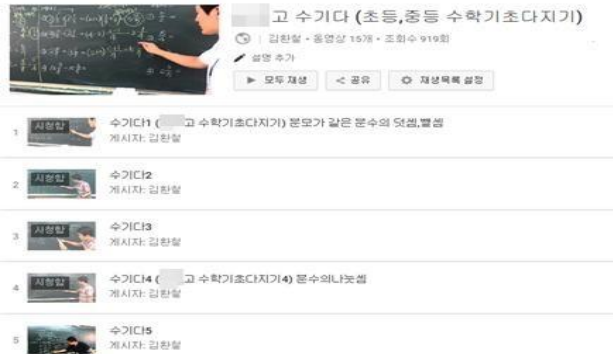 고 수기다 (초등,중등 수학기초다지기)
김환철 • 동영상 15개 • 조회수 919회
설명 추가
모두 재생 공유 재생목록 설정
1 시청함 수기다1 ( 고 수학기초다지기) 분모가 같은 분수의 덧셈,뺄셈
게시자: 김환철
2 시청함 수기다2
게시자: 김환철
3 시청함 수기다3
게시자: 김환철
4 시청함 수기다4 ( 고 수학기초다지기4) 분수의나눗셈
게시자: 김환철
5 수기다5
게시자: 김환철